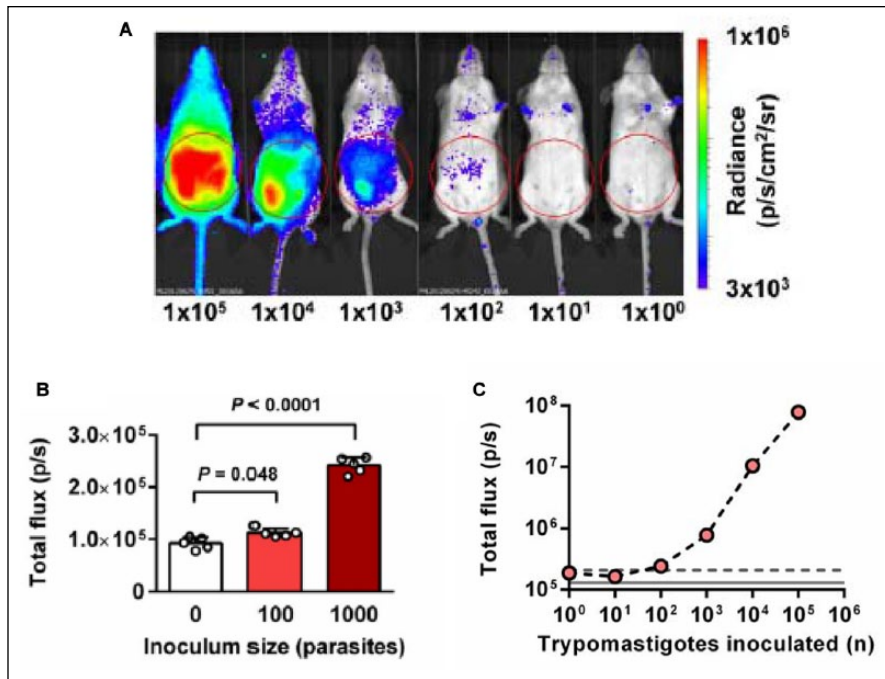 A
1x10⁶
Radiance
(p/s/cm²/sr)
3x10³
1x10⁵ 1x10⁴ 1x10³ 1x10² 1x10¹ 1x10⁰
B
P < 0.0001
P = 0.048
3.0×10⁵
2.0×10⁵
1.0×10⁵
0
Total flux (p/s)
0 100 1000
Inoculum size (parasites)
C
10⁸
10⁷
10⁶
10⁵
Total flux (p/s)
10⁰ 10¹ 10² 10³ 10⁴ 10⁵ 10⁶
Trypomastigotes inoculated (n)